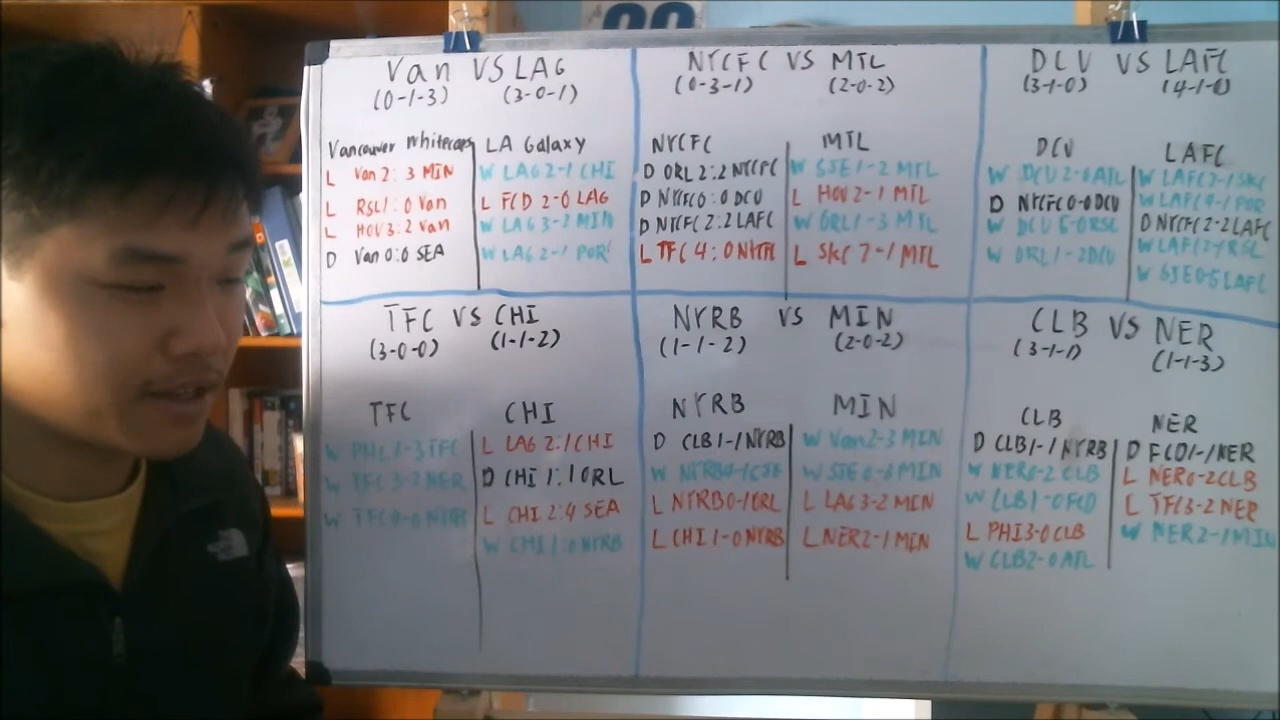 Van VS LAG
(0-1-3) (3-0-1)
Vancouver Whitecaps LA Galaxy
L Van 2:3 MIN W LAG 2-1 CHI
L RSL 1:0 Van L FCD 2-0 LAG
L HOU 3:2 Van W LAG 3-2 MIN
D Van 0:0 SEA W LAG 2-1 POR
NYCFC VS MTL
(0-3-1) (2-0-2)
NYCFC MTL
D ORL 2:2 NYCFC W SJE 1-2 MTL
D NYCFC 0:0 DCU L HOU 2-1 MTL
D NYCFC 2:2 LAFC W ORL 1-3 MTL
L TFC 4:0 NYCFC L SKC 7-1 MTL
DCU VS LAFC
(3-1-0) (4-1-0)
DCU LAFC
W DCU 2-0 ATL W LAFC 2-1 SKC
D NYCFC 0-0 DCU W LAFC 4-1 POR
W DCU 5-0 RSL D NYCFC 2-2 LAFC
W ORL 1-2 DCU W LAFC 2-1 RSL
W SJE 0-5 LAFC
TFC VS CHI
(3-0-0) (1-1-2)
TFC CHI
W PHI 1-3 TFC L LAG 2:1 CHI
W TFC 3-2 NER D CHI 1:1 ORL
W TFC L CHI 2:4 SEA
W CHI 1:0 NYRB
NYRB VS MIN
(1-1-2) (2-0-2)
NYRB MIN
D CLB 1-1 NYRB W Van 2-3 MIN
W NYRB SJE W SJE 0-3 MIN
L NYRB 0-1 ORL L LAG 3-2 MIN
L CHI 1-0 NYRB L NER 2-1 MIN
CLB VS NER
(3-1-1) (1-1-3)
CLB NER
D CLB 1-1 NYRB D FCD 1-1 NER
W NER 0-2 CLB L NER 0-2 CLB
W CLB 1-0 FCD L TFC 3-2 NER
L PHI 3-0 CLB W NER 2-1 MIN
W CLB 2-0 ATL